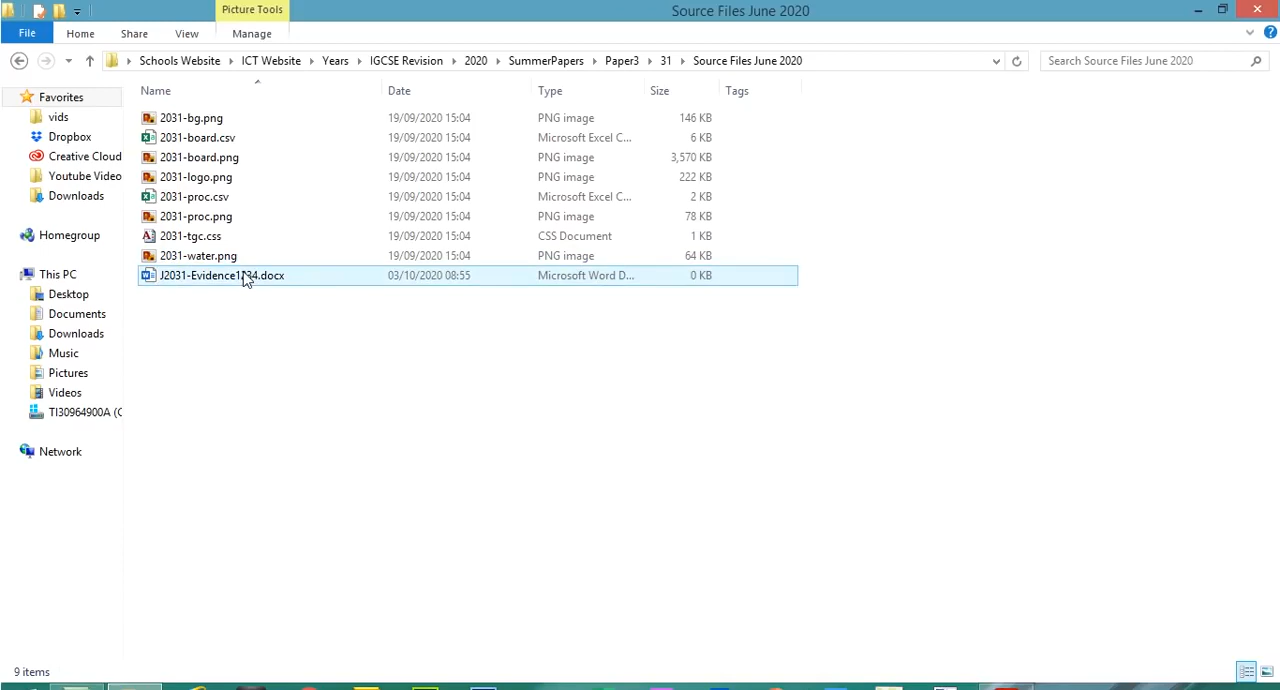 Picture Tools
Source Files June 2020
File Home Share View Manage
Schools Website ICT Website Years IGCSE Revision 2020 SummerPapers Paper3 31 Source Files June 2020
Search Source Files June 2020
Name Date Type Size Tags
Favorites
vids
Dropbox
Creative Cloud
Youtube Video
Downloads
Homegroup
This PC
Desktop
Documents
Downloads
Music
Pictures
Videos
TI30964900A (C
Network
2031-bg.png 19/09/2020 15:04 PNG image 146 KB
2031-board.csv 19/09/2020 15:04 Microsoft Excel C... 6 KB
2031-board.png 19/09/2020 15:04 PNG image 3,570 KB
2031-logo.png 19/09/2020 15:04 PNG image 222 KB
2031-proc.csv 19/09/2020 15:04 Microsoft Excel C... 2 KB
2031-proc.png 19/09/2020 15:04 PNG image 78 KB
2031-tgc.css 19/09/2020 15:04 CSS Document 1 KB
2031-water.png 19/09/2020 15:04 PNG image 64 KB
J2031-Evidence1234.docx 03/10/2020 08:55 Microsoft Word D... 0 KB
9 items